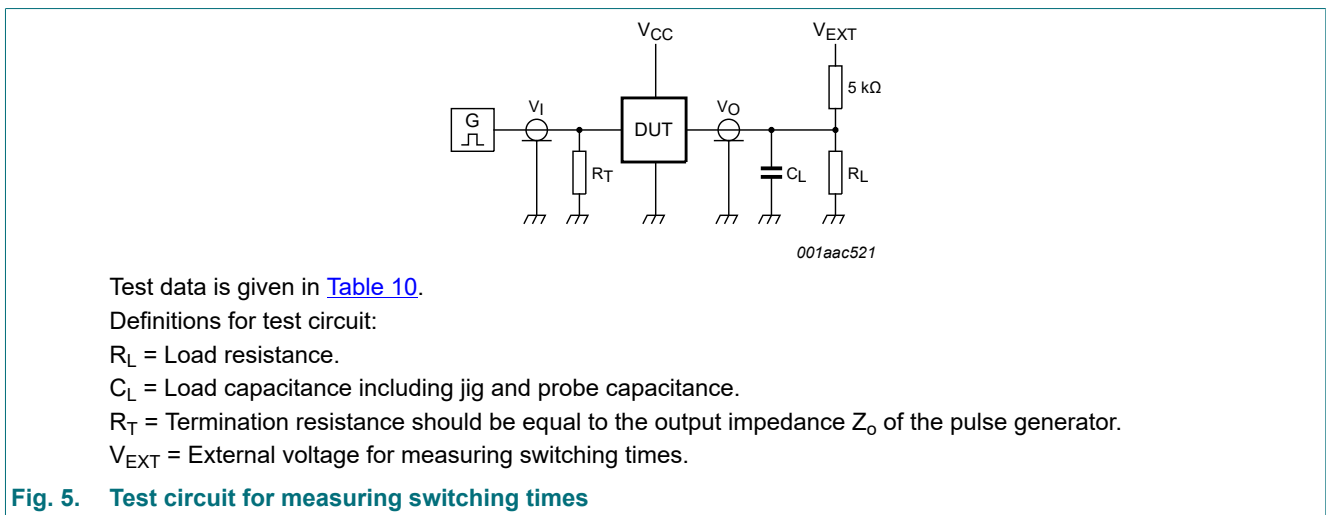 VCC
VEXT
5 kΩ
G
VI
VO
DUT
RT
CL
RL
001aac521
Test data is given in Table 10.
Definitions for test circuit:
RL = Load resistance.
CL = Load capacitance including jig and probe capacitance.
RT = Termination resistance should be equal to the output impedance Zo of the pulse generator.
VEXT = External voltage for measuring switching times.
Fig. 5. Test circuit for measuring switching times